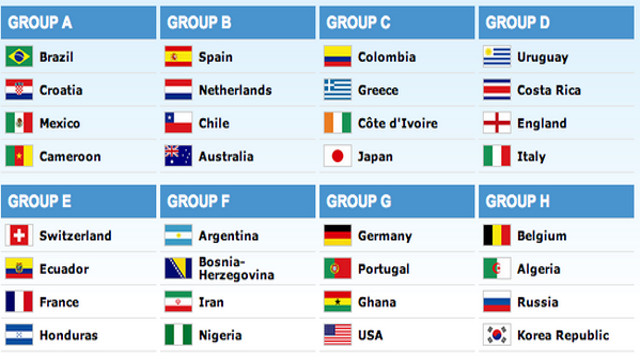 GROUP A
Brazil
Croatia
Mexico
Cameroon
GROUP B
Spain
Netherlands
Chile
Australia
GROUP C
Colombia
Greece
Côte d'Ivoire
Japan
GROUP D
Uruguay
Costa Rica
England
Italy
GROUP E
Switzerland
Ecuador
France
Honduras
GROUP F
Argentina
Bosnia-
Herzegovina
Iran
Nigeria
GROUP G
Germany
Portugal
Ghana
USA
GROUP H
Belgium
Algeria
Russia
Korea Republic